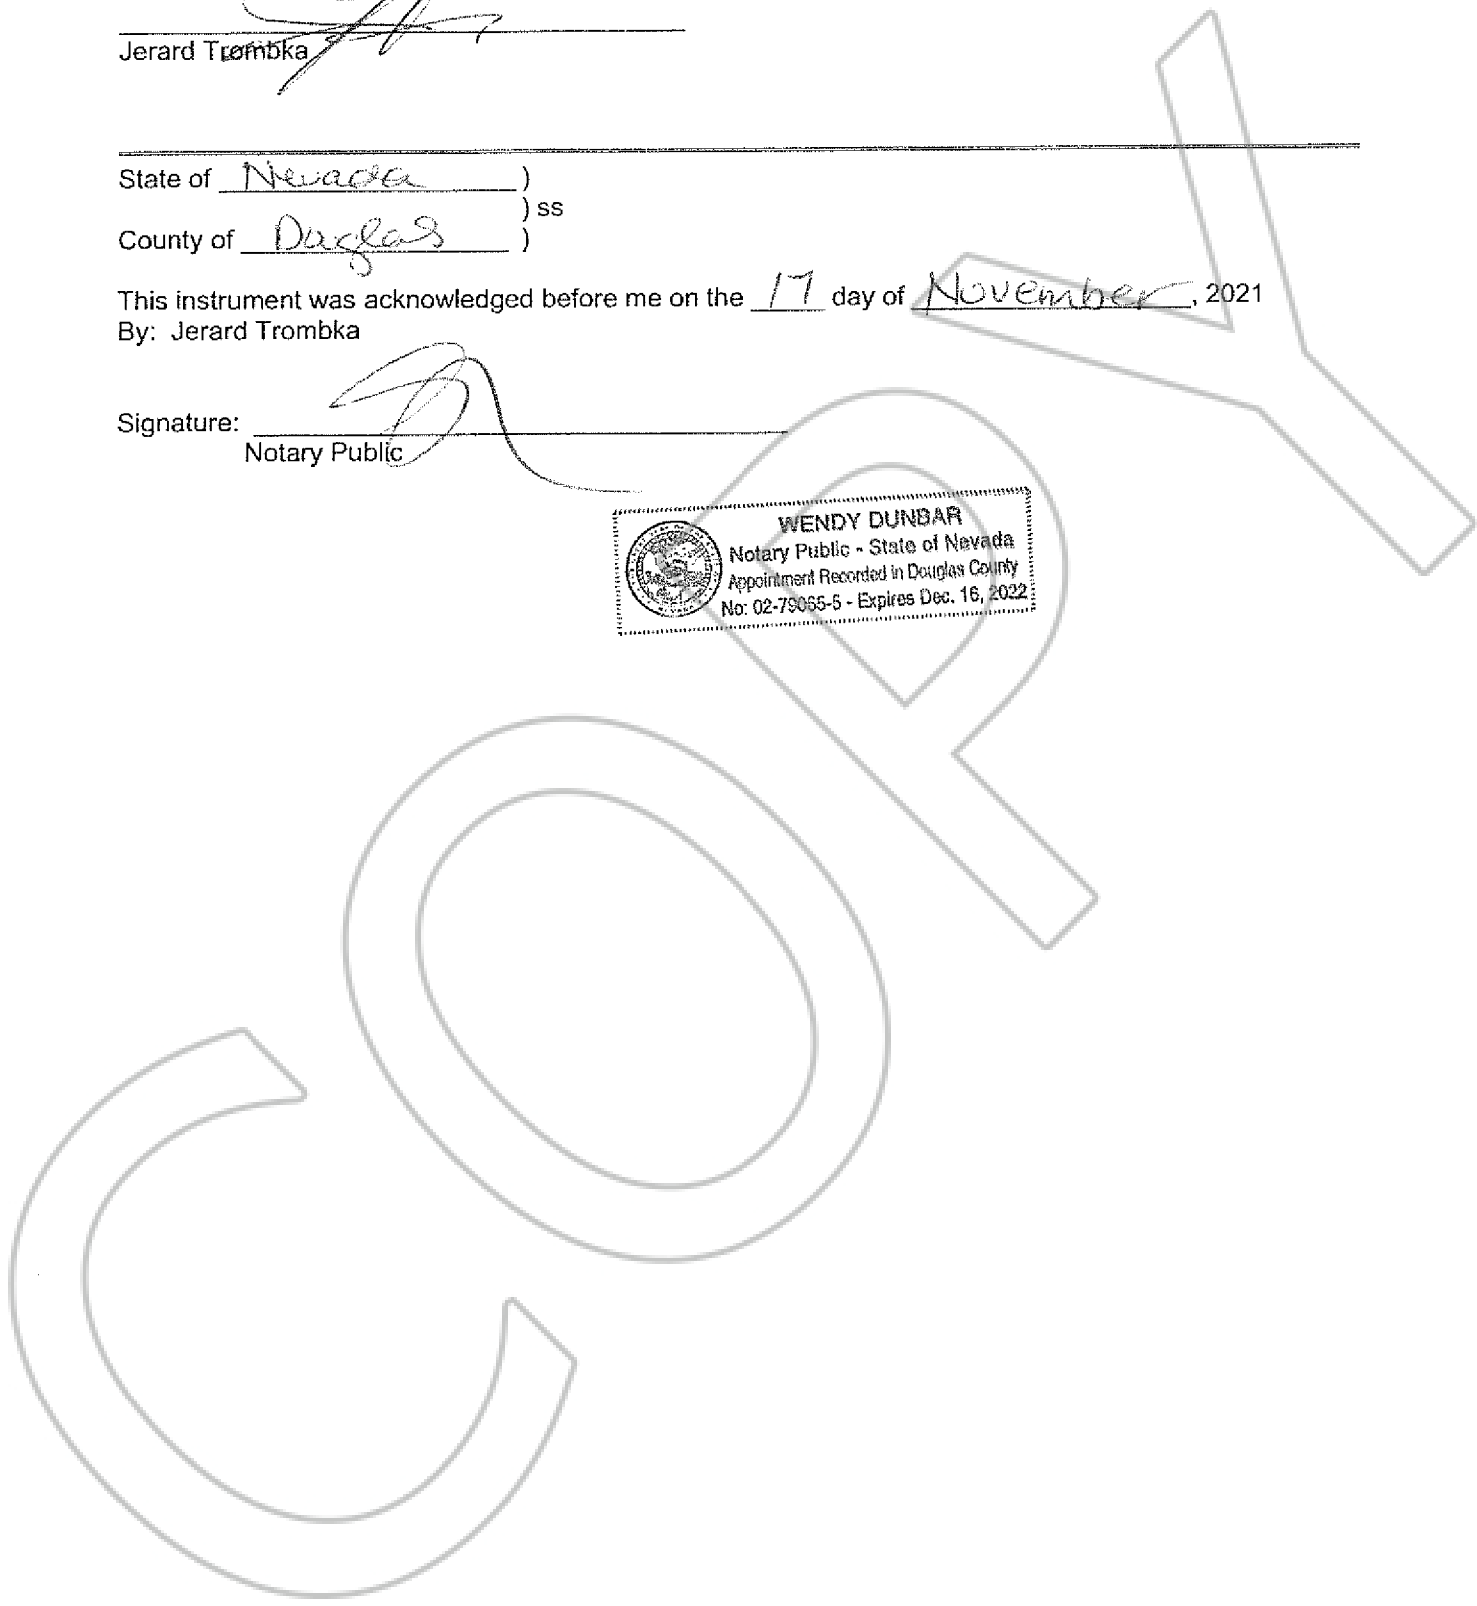 Jerard Trombka
State of Nevada )
) ss
County of Douglas )
This instrument was acknowledged before me on the 17 day of November, 2021
By: Jerard Trombka
Signature:
Notary Public
WENDY DUNBAR
Notary Public - State of Nevada
Appointment Recorded in Douglas County
No: 02-79065-5 - Expires Dec. 16, 2022
COPY